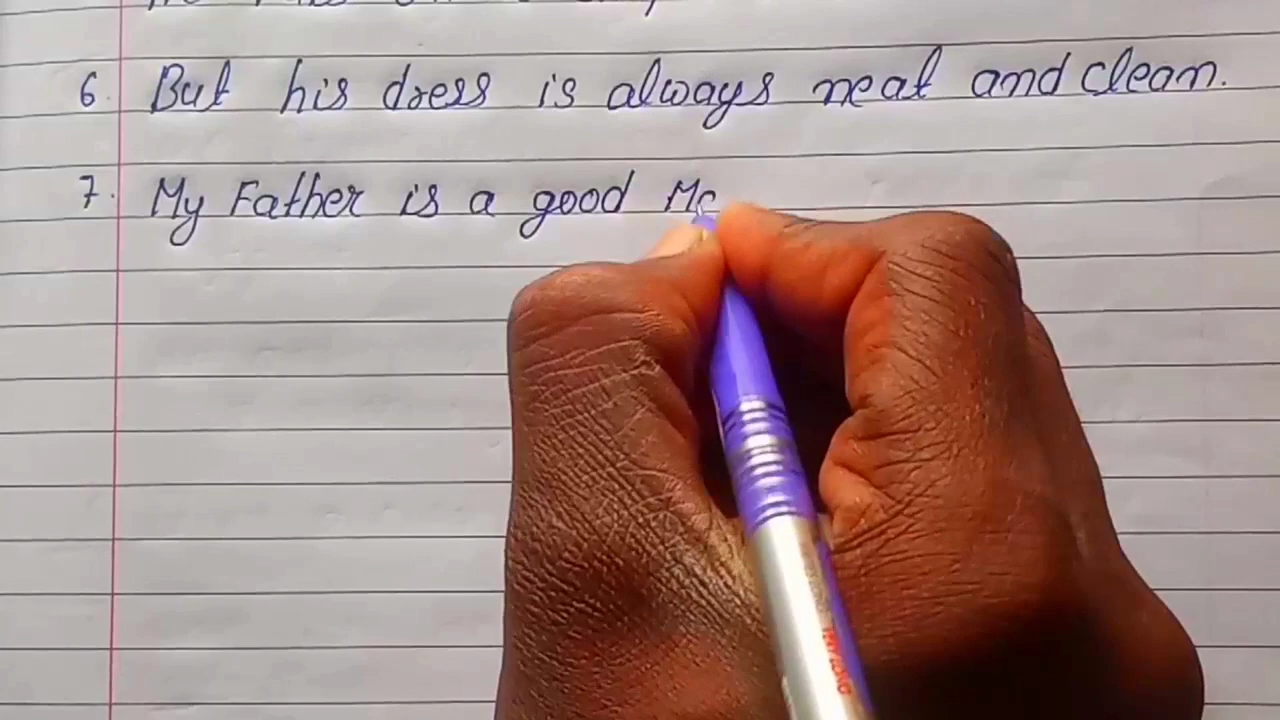 6. But his dress is always neat and clean.
7. My Father is a good